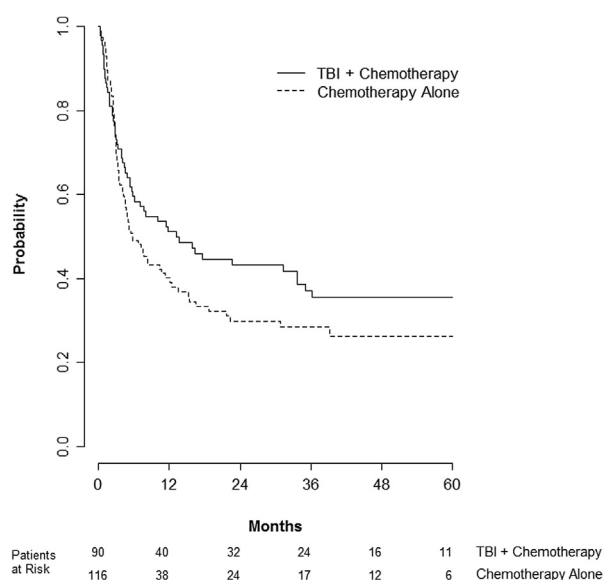 1.0
TBI + Chemotherapy
Chemotherapy Alone
0.8
0.6
Probability
0.4
0.2
0.0
0 12 24 36 48 60
Months
Patients at Risk
90 40 32 24 16 11 TBI + Chemotherapy
116 38 24 17 12 6 Chemotherapy Alone